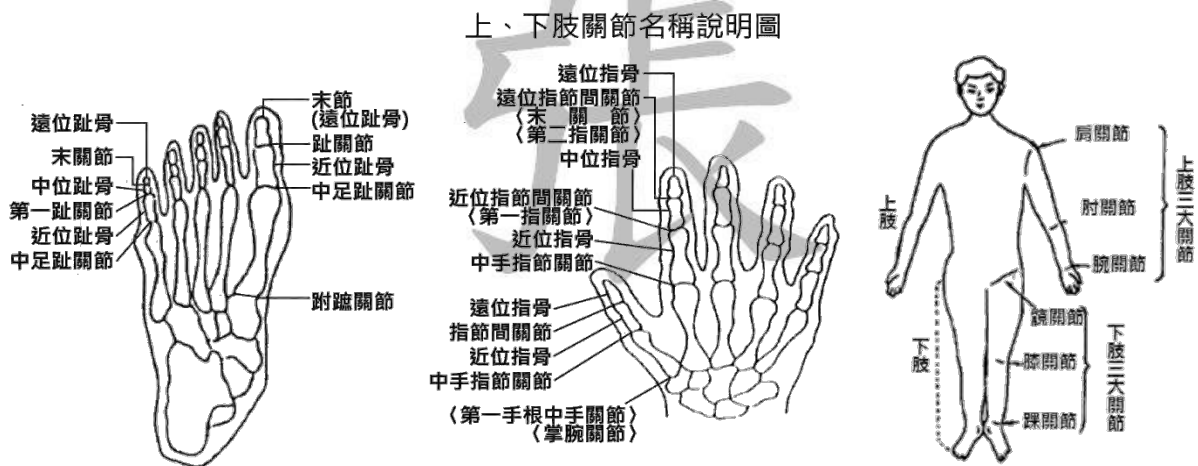 上、下肢關節名稱說明圖
末節
(遠位趾骨)
趾關節
近位趾骨
中足趾關節
遠位趾骨
末關節
中位趾骨
第一趾關節
近位趾骨
中足趾關節
跗蹠關節
遠位指骨
遠位指節間關節
〈末關節〉
〈第二指關節〉
中位指骨
近位指節間關節
〈第一指關節〉
近位指骨
中手指節關節
遠位指骨
指節間關節
近位指骨
中手指節關節
〈第一手根中手關節〉
〈掌腕關節〉
上肢
肩關節
肘關節
腕關節
上肢三大關節
下肢
髖關節
膝關節
踝關節
下肢三大關節
張